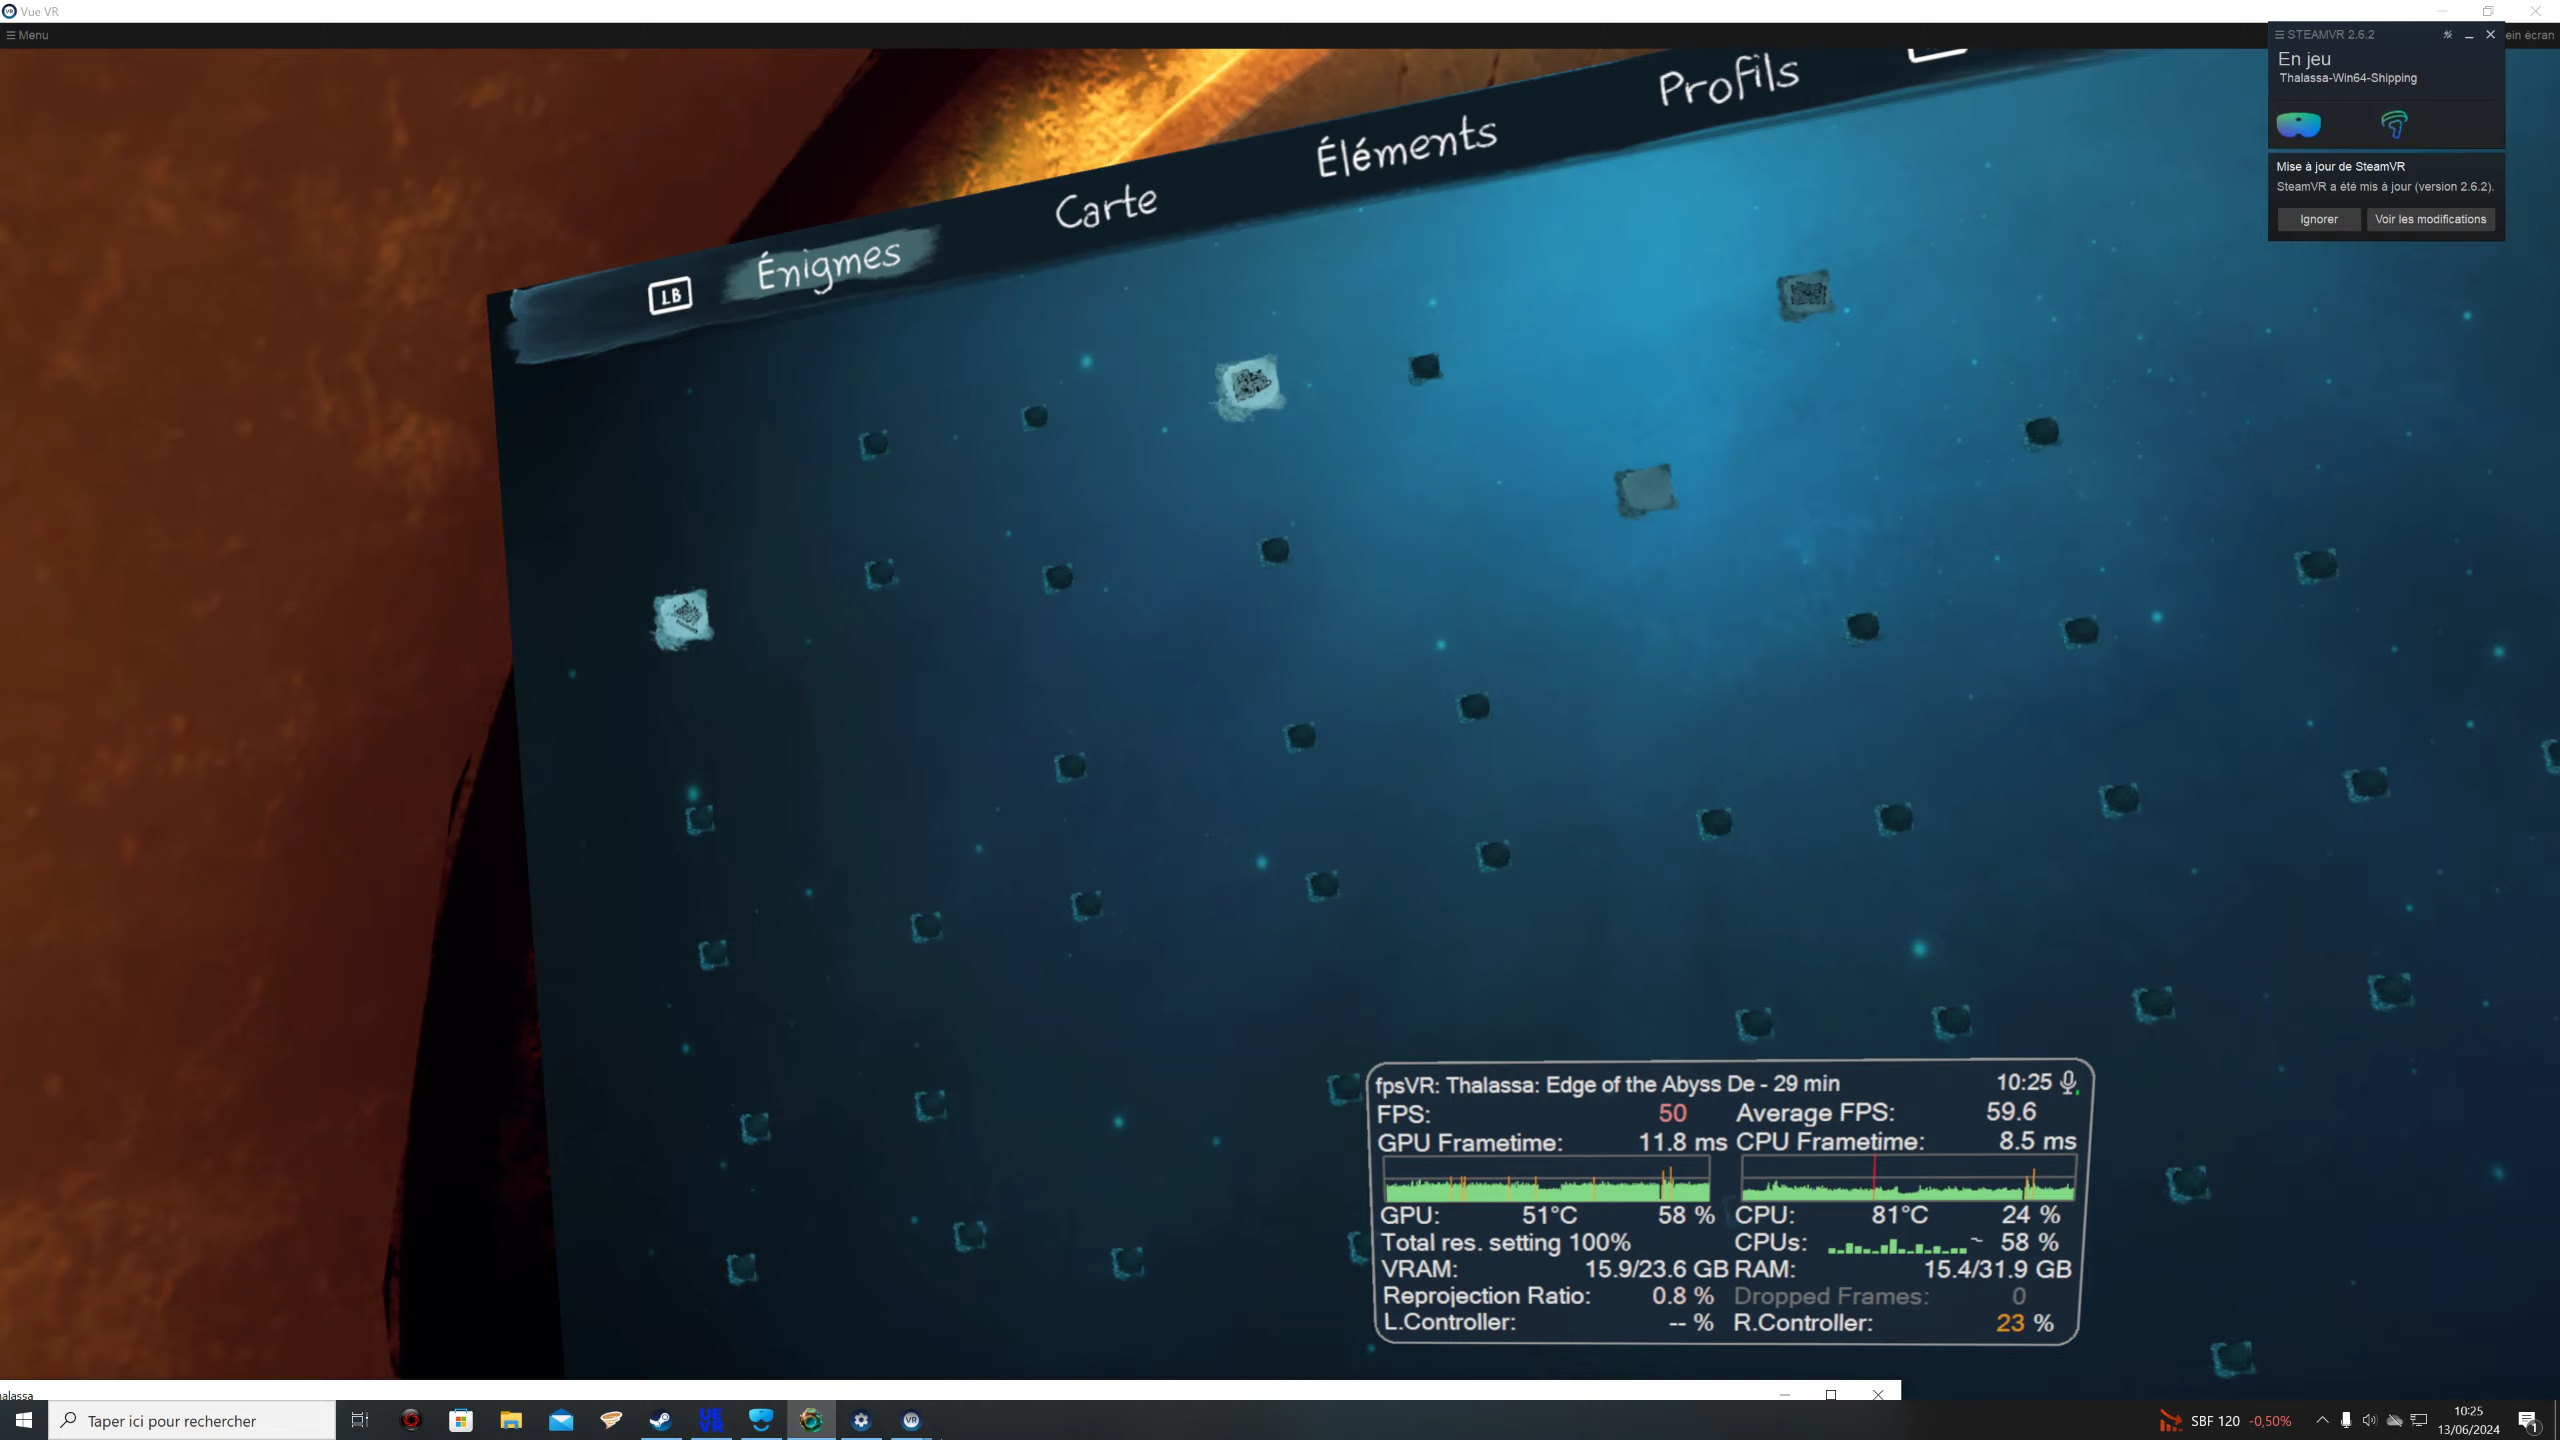 Vue VR
☰ Menu
ein écran
☰ STEAMVR 2.6.2
En jeu
Thalassa-Win64-Shipping
Mise à jour de SteamVR
SteamVR a été mis à jour (version 2.6.2).
Ignorer
Voir les modifications
LB
Énigmes
Carte
Éléments
Profils
fpsVR: Thalassa: Edge of the Abyss De - 29 min 10:25
FPS: 50 Average FPS: 59.6
GPU Frametime: 11.8 ms CPU Frametime: 8.5 ms
GPU: 51°C 58 % CPU: 81°C 24 %
Total res. setting 100% CPUs: 58 %
VRAM: 15.9/23.6 GB RAM: 15.4/31.9 GB
Reprojection Ratio: 0.8 % Dropped Frames: 0
L.Controller: -- % R.Controller: 23 %
halassa
Taper ici pour rechercher
UE
VR
VR
SBF 120 -0,50%
10:25
13/06/2024
1